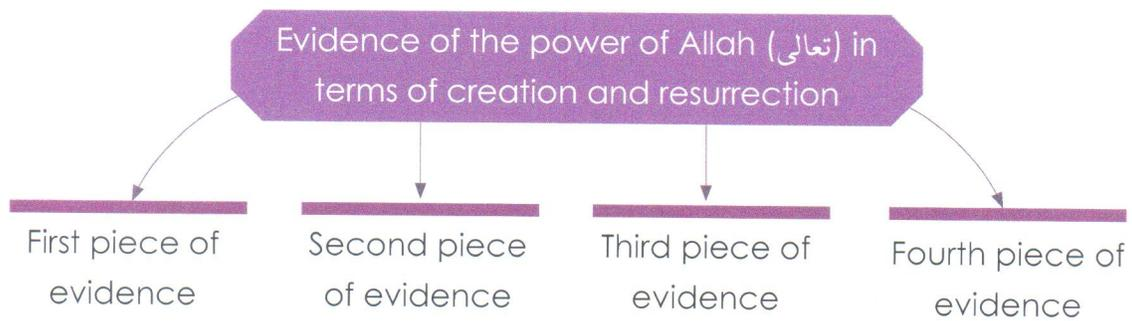 Evidence of the power of Allah (تعالى) in
terms of creation and resurrection
First piece of
evidence
Second piece
of evidence
Third piece of
evidence
Fourth piece of
evidence